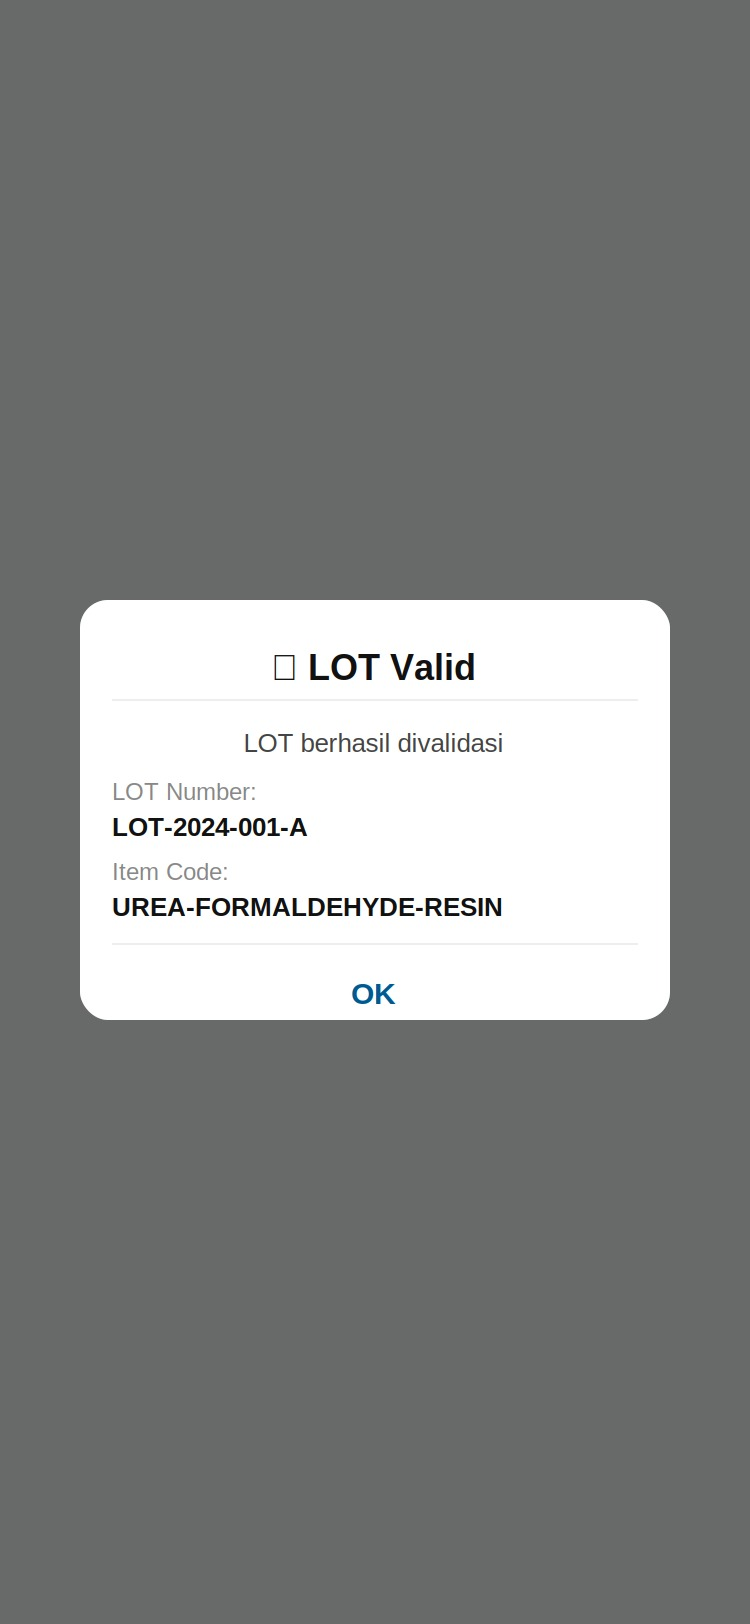 LOT Valid
LOT berhasil divalidasi
LOT Number:
LOT-2024-001-A
Item Code:
UREA-FORMALDEHYDE-RESIN
OK